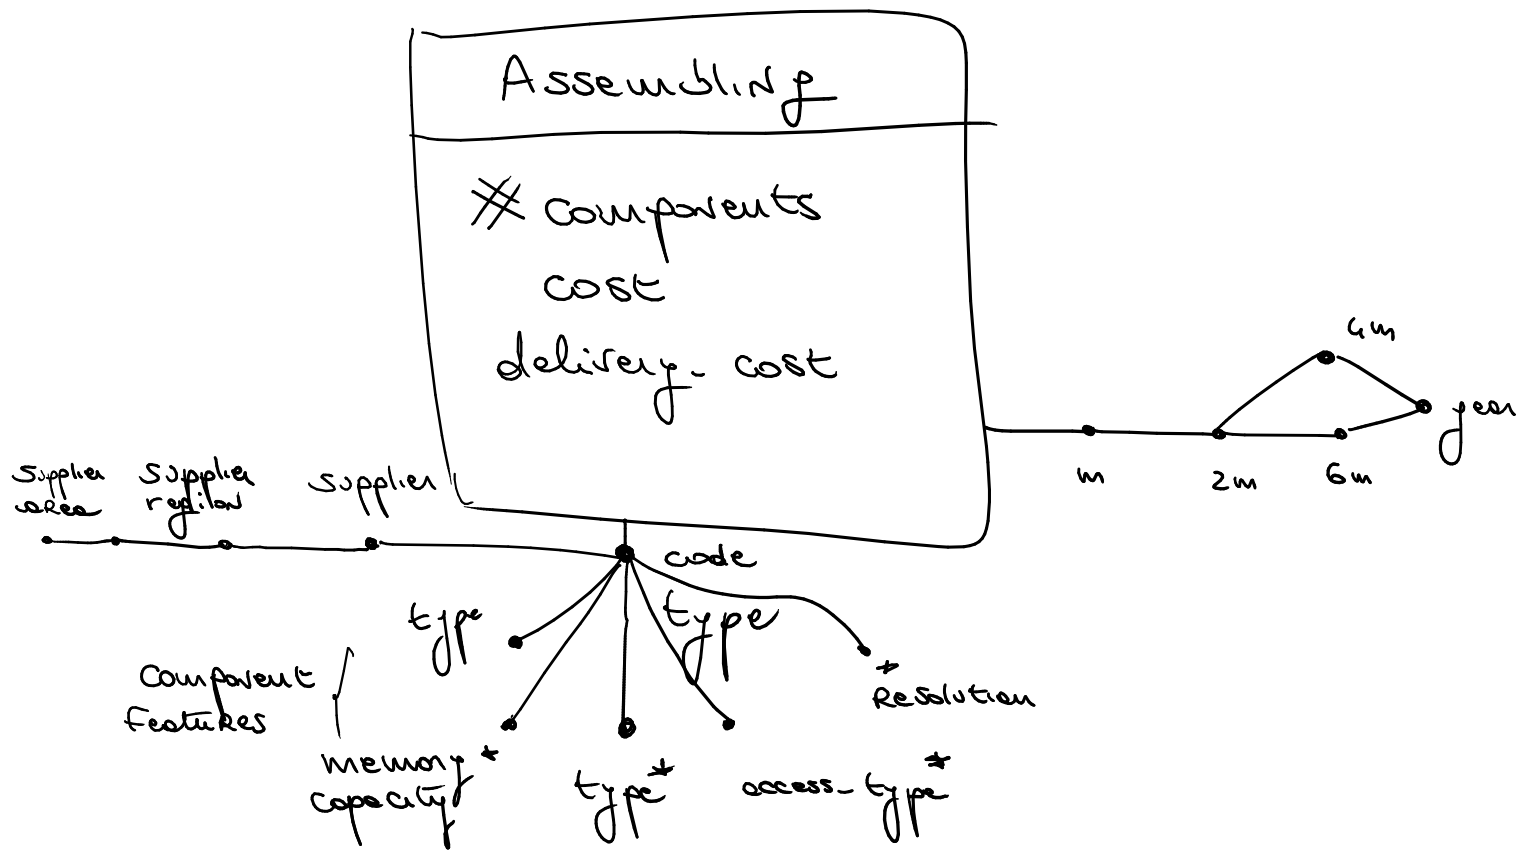 Assembling
# components
cost
delivery_cost
4m
year
m
2m
6m
supplier
area
supplier
region
supplier
code
type
type
component
features
* Resolution
memory *
capacity
type *
access_type *